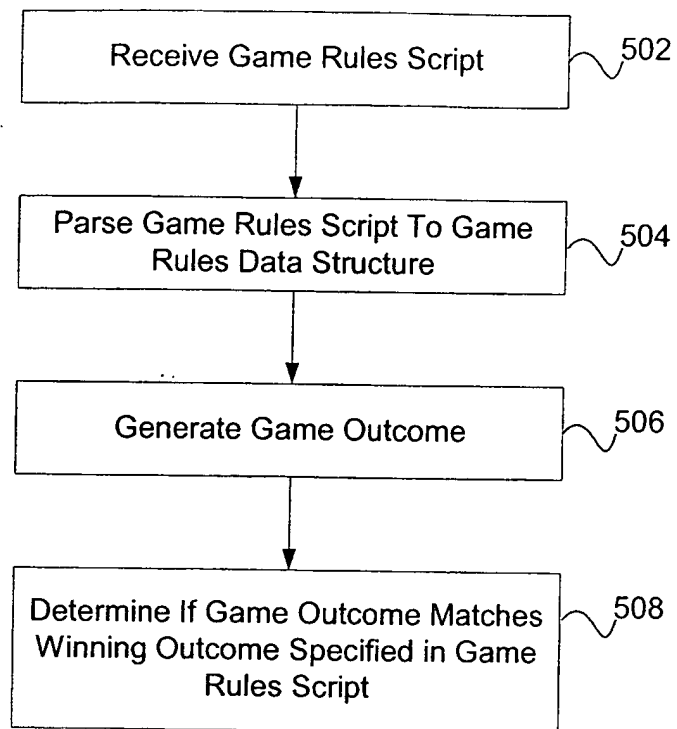 Receive Game Rules Script
502
Parse Game Rules Script To Game
Rules Data Structure
504
Generate Game Outcome
506
Determine If Game Outcome Matches
Winning Outcome Specified in Game
Rules Script
508